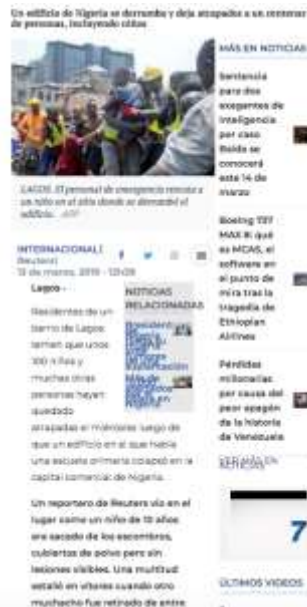 Un edificio de Nigeria se derrumba y deja atrapados a un centenar
de personas, incluyendo niños
MÁS EN NOTICIAS
Sentencia
para dos
exagentes de
Inteligencia
por caso
Baida se
conocerá
este 14 de
marzo
Boeing 737
MAX 8: qué
es MCAS, el
software en
el punto de
mira tras la
tragedia de
Ethiopian
Airlines
Pérdidas
millonarias
por causa del
peor apagón
de la historia
de Venezuela
LAGOS. El personal de emergencia rescata a
un niño en el sitio donde se derrumbó el
edificio. AFP
INTERNACIONAL
(Reuters)
13 de marzo, 2019 - 12h09
NOTICIAS
RELACIONADAS
Lagos.-
Residentes de un
barrio de Lagos
temen que unos
100 niños y
muchas otras
personas hayan
quedado
atrapadas el miércoles luego de
que un edificio en el que había
una escuela primaria colapsó en la
capital comercial de Nigeria.
Un reportero de Reuters vio en el
lugar como un niño de 10 años
era sacado de los escombros,
cubiertos de polvo pero sin
lesiones visibles. Una multitud
estalló en vítores cuando otro
muchacho fue retirado de entre
7
ÚLTIMOS VIDEOS